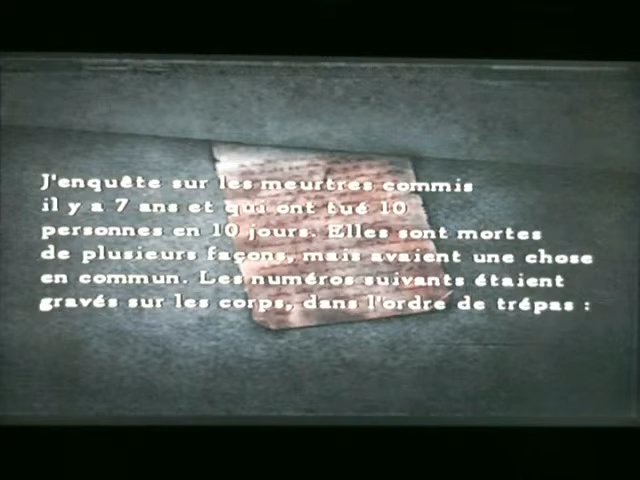 J'enquête sur les meurtres commis
il y a 7 ans et qui ont tué 10
personnes en 10 jours. Elles sont mortes
de plusieurs façons, mais avaient une chose
en commun. Les numéros suivants étaient
gravés sur les corps, dans l'ordre de trépas :